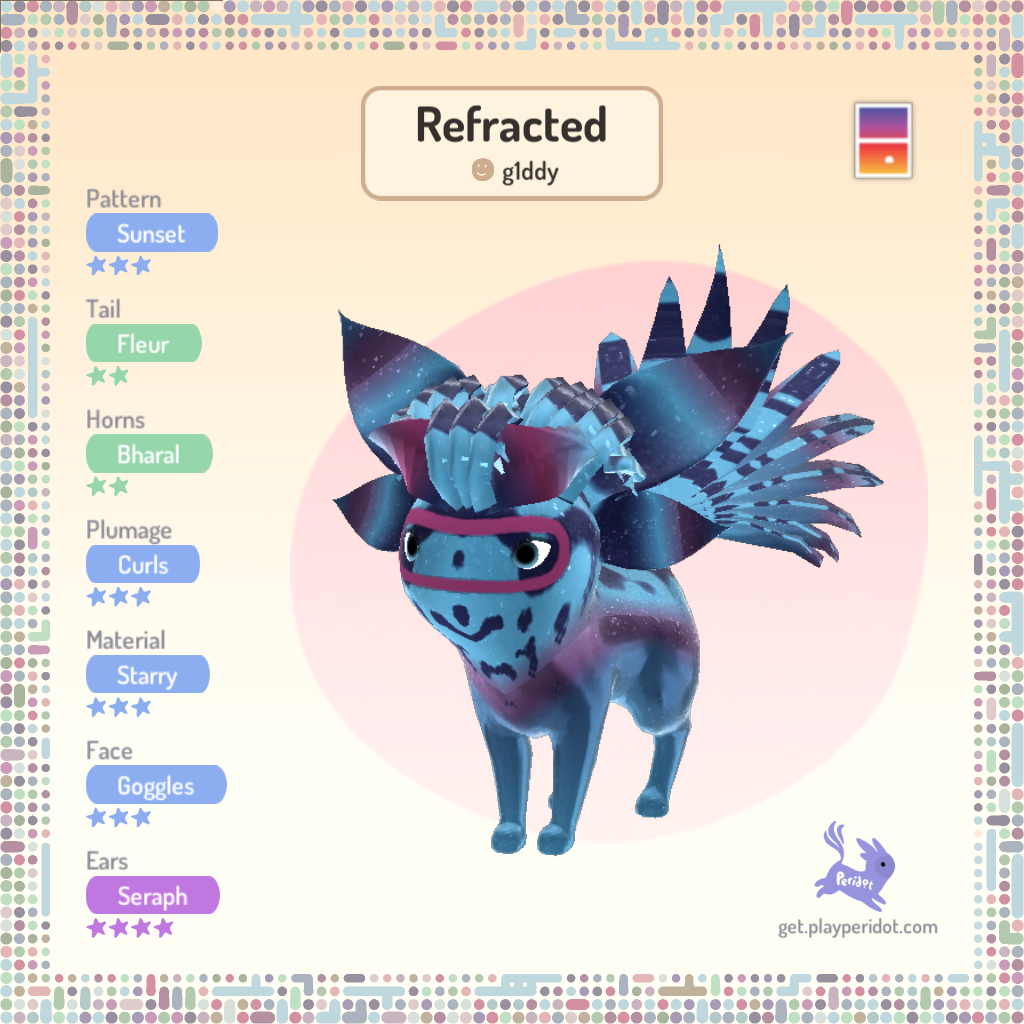 Refracted
g1ddy
Pattern
Sunset
Tail
Fleur
Horns
Bharal
Plumage
Curls
Material
Starry
Face
Goggles
Ears
Seraph
Peridot
get.playperidot.com